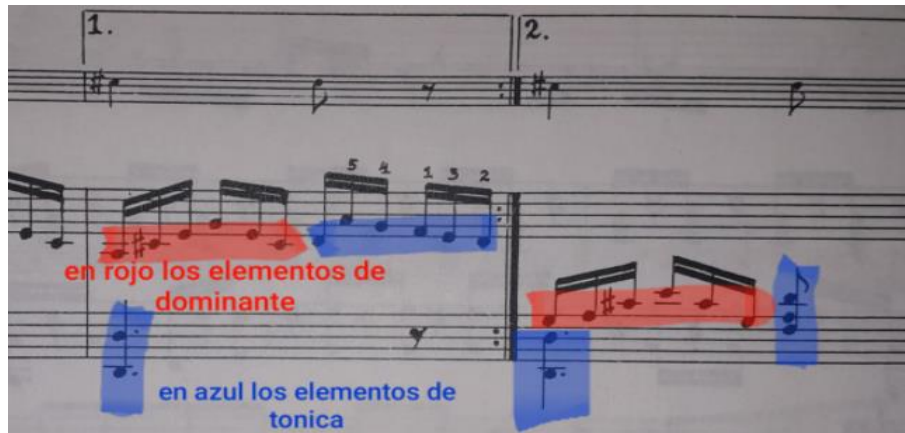 1.
2.
5 4 1 3 2
en rojo los elementos de
dominante
en azul los elementos de
tonica